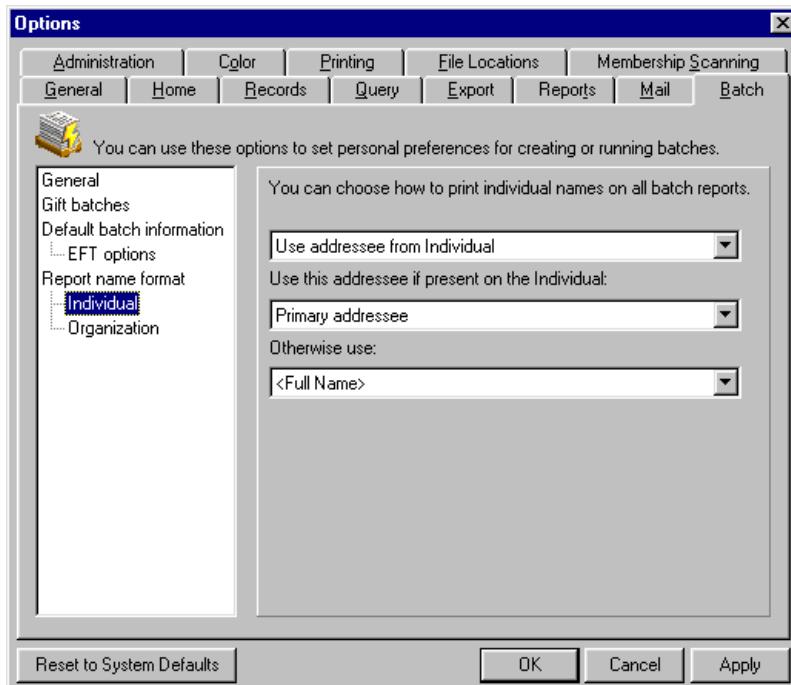 Options
Administration
Color
Printing
File Locations
Membership Scanning
General
Home
Records
Query
Export
Reports
Mail
Batch
You can use these options to set personal preferences for creating or running batches.
General
Gift batches
Default batch information
EFT options
Report name format
Individual
Organization
You can choose how to print individual names on all batch reports.
Use addressee from Individual
Use this addressee if present on the Individual:
Primary addressee
Otherwise use:
<Full Name>
Reset to System Defaults
OK
Cancel
Apply